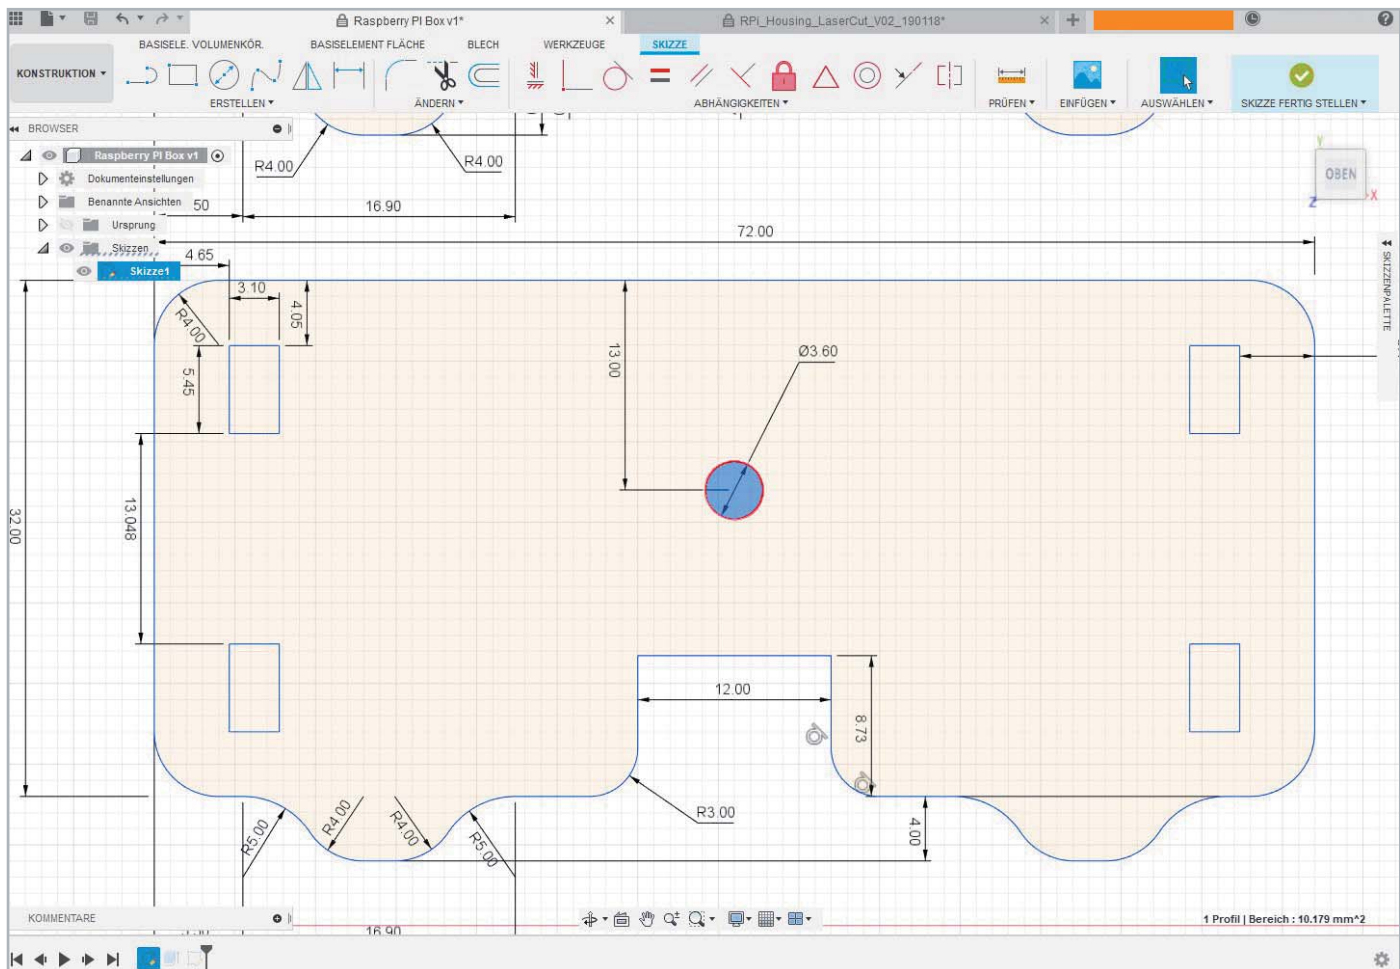 Raspberry PI Box v1*
RPi_Housing_LaserCut_V02_190118*
KONSTRUKTION
BASISELE. VOLUMENKÖR.
BASISELEMENT FLÄCHE
BLECH
WERKZEUGE
SKIZZE
ERSTELLEN
ÄNDERN
ABHÄNGIGKEITEN
PRÜFEN
EINFÜGEN
AUSWÄHLEN
SKIZZE FERTIG STELLEN
BROWSER
Raspberry PI Box v1
Dokumenteinstellungen
Benannte Ansichten
Ursprung
Skizzen
Skizze1
OBEN
Y
X
Z
SKIZZENPALETTE
R4.00
R4.00
50
16.90
72.00
4.65
3.10
4.05
R4.00
5.45
13.00
Ø3.60
13.048
32.00
12.00
8.73
R3.00
4.00
R5.00
R4.00
R4.00
R5.00
16.90
KOMMENTARE
1 Profil | Bereich : 10.179 mm^2